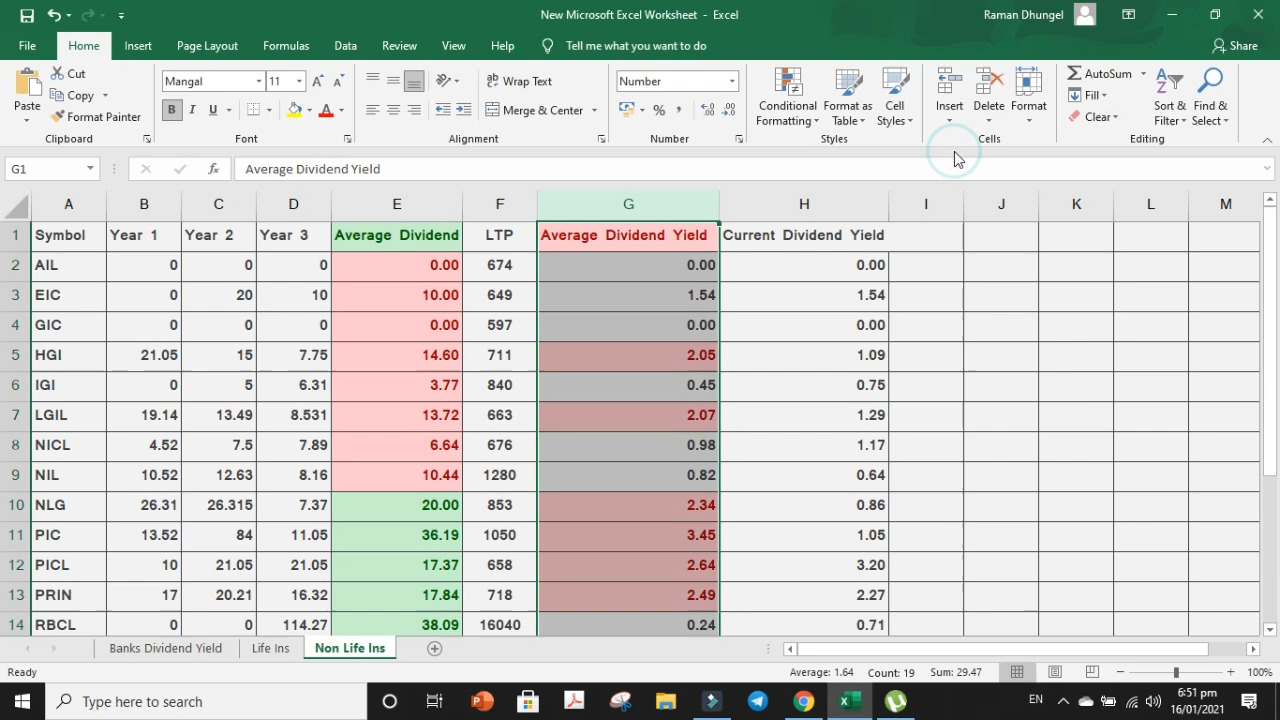 New Microsoft Excel Worksheet - Excel
Raman Dhungel
File Home Insert Page Layout Formulas Data Review View Help Tell me what you want to do Share
Paste
Cut
Copy
Format Painter
Clipboard
Mangal 11
B I U
Font
Wrap Text
Merge & Center
Alignment
Number
Number
Conditional Formatting
Format as Table
Cell Styles
Styles
Insert Delete Format
Cells
AutoSum
Fill
Clear
Sort & Filter
Find & Select
Editing
G1 fx Average Dividend Yield
A B C D E F G H I J K L M
1 Symbol Year 1 Year 2 Year 3 Average Dividend LTP Average Dividend Yield Current Dividend Yield
2 AIL 0 0 0 0.00 674 0.00 0.00
3 EIC 0 20 10 10.00 649 1.54 1.54
4 GIC 0 0 0 0.00 597 0.00 0.00
5 HGI 21.05 15 7.75 14.60 711 2.05 1.09
6 IGI 0 5 6.31 3.77 840 0.45 0.75
7 LGIL 19.14 13.49 8.531 13.72 663 2.07 1.29
8 NICL 4.52 7.5 7.89 6.64 676 0.98 1.17
9 NIL 10.52 12.63 8.16 10.44 1280 0.82 0.64
10 NLG 26.31 26.315 7.37 20.00 853 2.34 0.86
11 PIC 13.52 84 11.05 36.19 1050 3.45 1.05
12 PICL 10 21.05 21.05 17.37 658 2.64 3.20
13 PRIN 17 20.21 16.32 17.84 718 2.49 2.27
14 RBCL 0 0 114.27 38.09 16040 0.24 0.71
Banks Dividend Yield Life Ins Non Life Ins
Ready Average: 1.64 Count: 19 Sum: 29.47 100%
Type here to search
EN
6:51 pm
16/01/2021